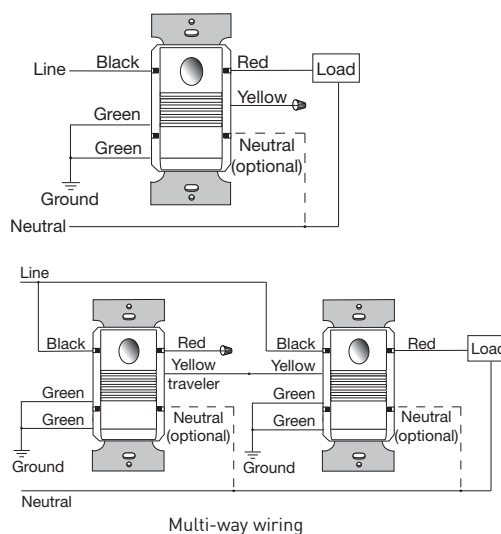 Line
Black
Red
Load
Yellow
Green
Green
Neutral
(optional)
Ground
Neutral
Line
Black
Red
Black
Red
Load
Yellow
traveler
Yellow
Green
Green
Green
Green
Neutral
(optional)
Neutral
(optional)
Ground
Ground
Neutral
Multi-way wiring